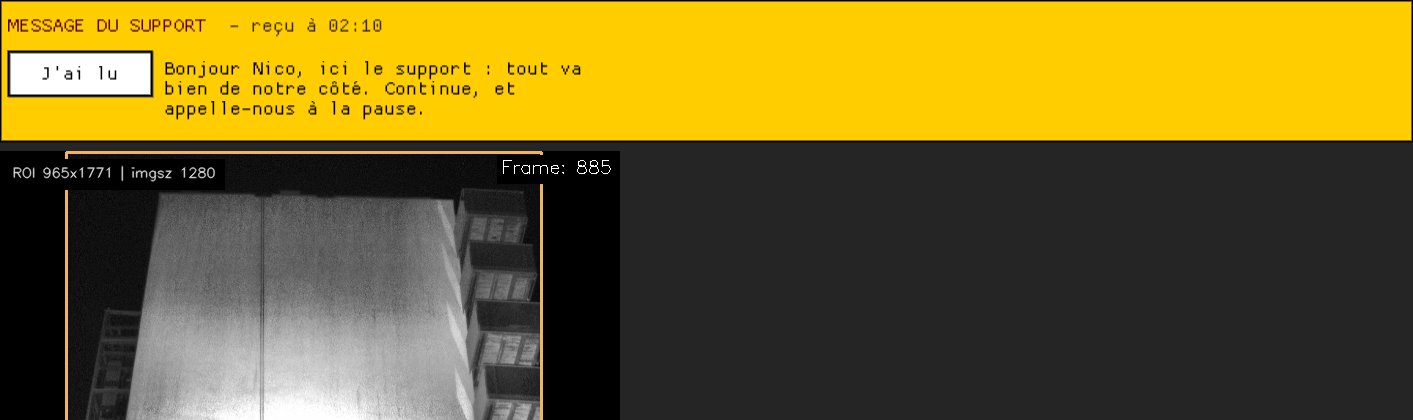 MESSAGE DU SUPPORT - reçu à 02:10
J'ai lu
Bonjour Nico, ici le support : tout va
bien de notre côté. Continue, et
appelle-nous à la pause.
ROI 965x1771 | imgsz 1280
Frame: 885